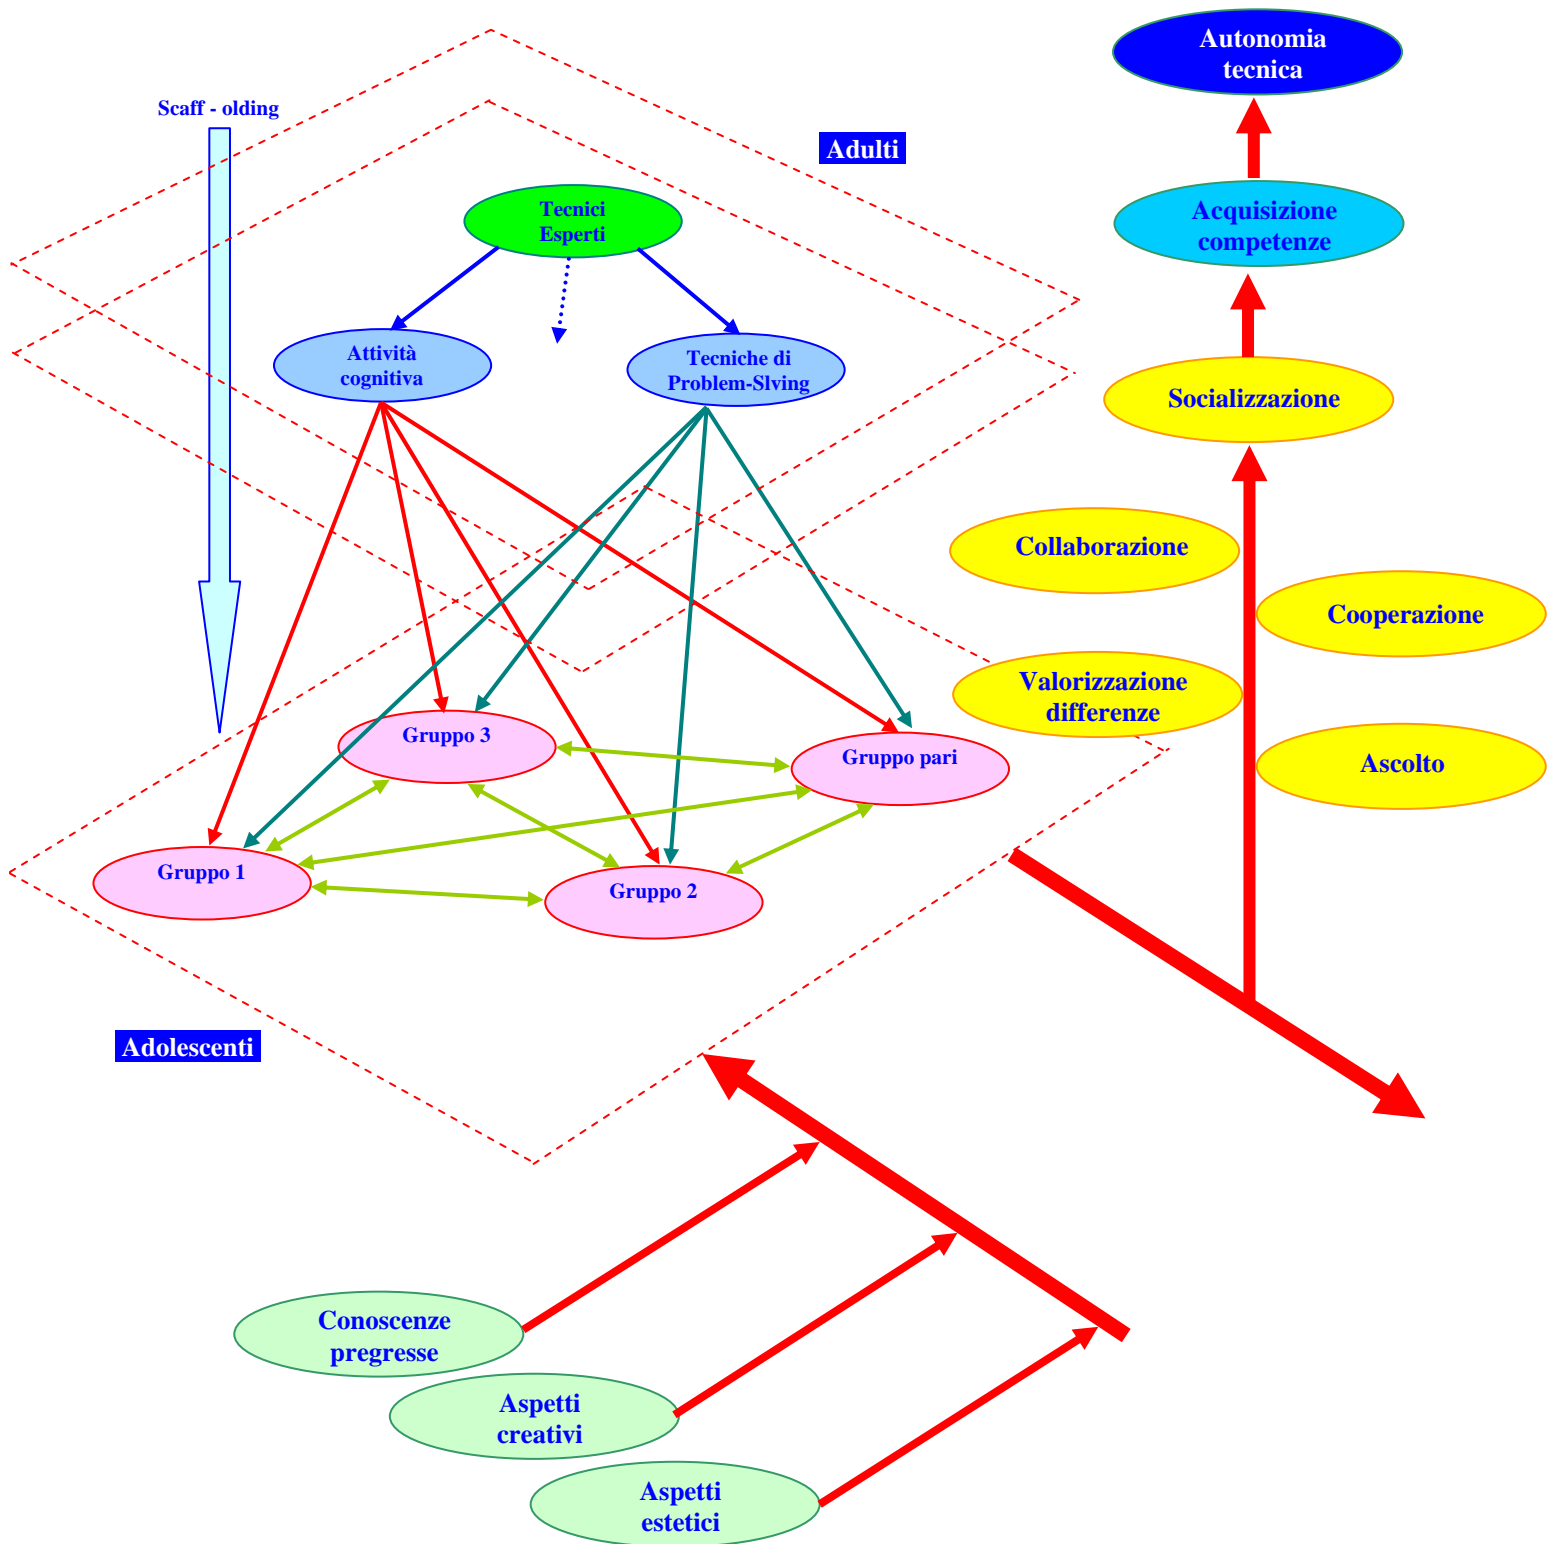 Autonomia
tecnica
Scaff - olding
Adulti
Tecnici
Esperti
Acquisizione
competenze
Attività
cognitiva
Tecniche di
Problem-Slving
Socializzazione
Collaborazione
Cooperazione
Valorizzazione
differenze
Ascolto
Gruppo 3
Gruppo pari
Gruppo 1
Gruppo 2
Adolescenti
Conoscenze
pregresse
Aspetti
creativi
Aspetti
estetici